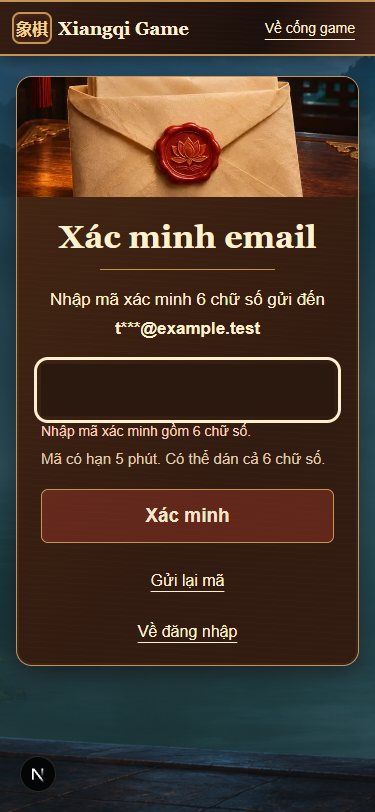 象棋 Xiangqi Game
Về cổng game
Xác minh email
Nhập mã xác minh 6 chữ số gửi đến
t***@example.test
Nhập mã xác minh gồm 6 chữ số.
Mã có hạn 5 phút. Có thể dán cả 6 chữ số.
Xác minh
Gửi lại mã
Về đăng nhập
N